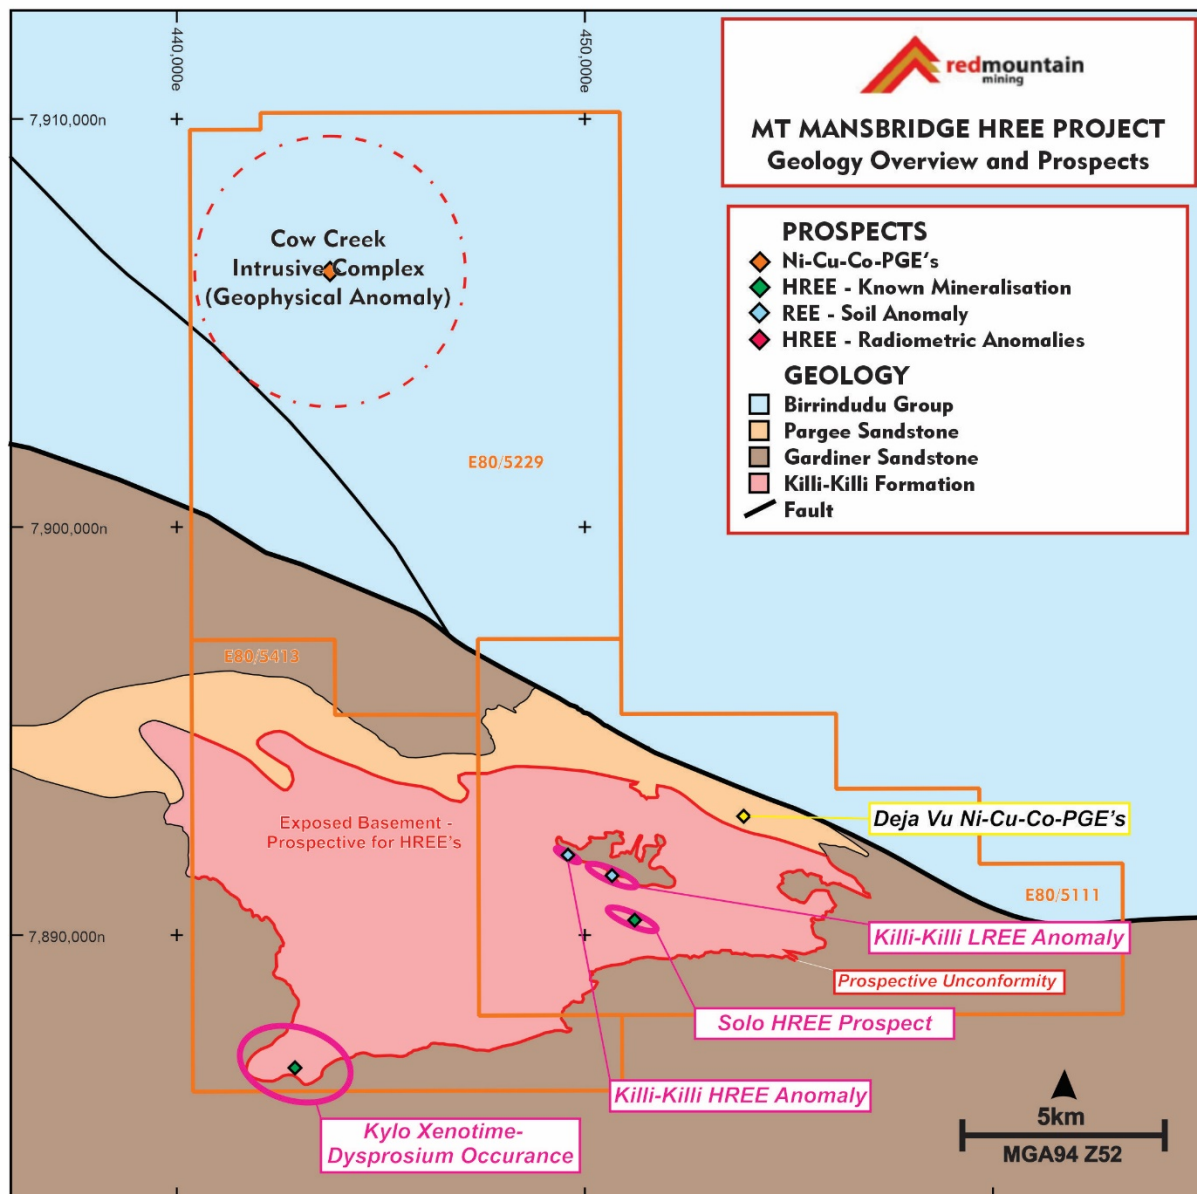 440,000e
450,000e
7,910,000n
7,900,000n
7,890,000n
redmountain
mining
MT MANSBRIDGE HREE PROJECT
Geology Overview and Prospects
PROSPECTS
Ni-Cu-Co-PGE's
HREE - Known Mineralisation
REE - Soil Anomaly
HREE - Radiometric Anomalies
GEOLOGY
Birrindudu Group
Pargee Sandstone
Gardiner Sandstone
Killi-Killi Formation
Fault
Cow Creek
Intrusive Complex
(Geophysical Anomaly)
E80/5229
E80/5413
Exposed Basement -
Prospective for HREE's
Deja Vu Ni-Cu-Co-PGE's
E80/5111
Killi-Killi LREE Anomaly
Prospective Unconformity
Solo HREE Prospect
Killi-Killi HREE Anomaly
Kylo Xenotime-
Dysprosium Occurance
5km
MGA94 Z52